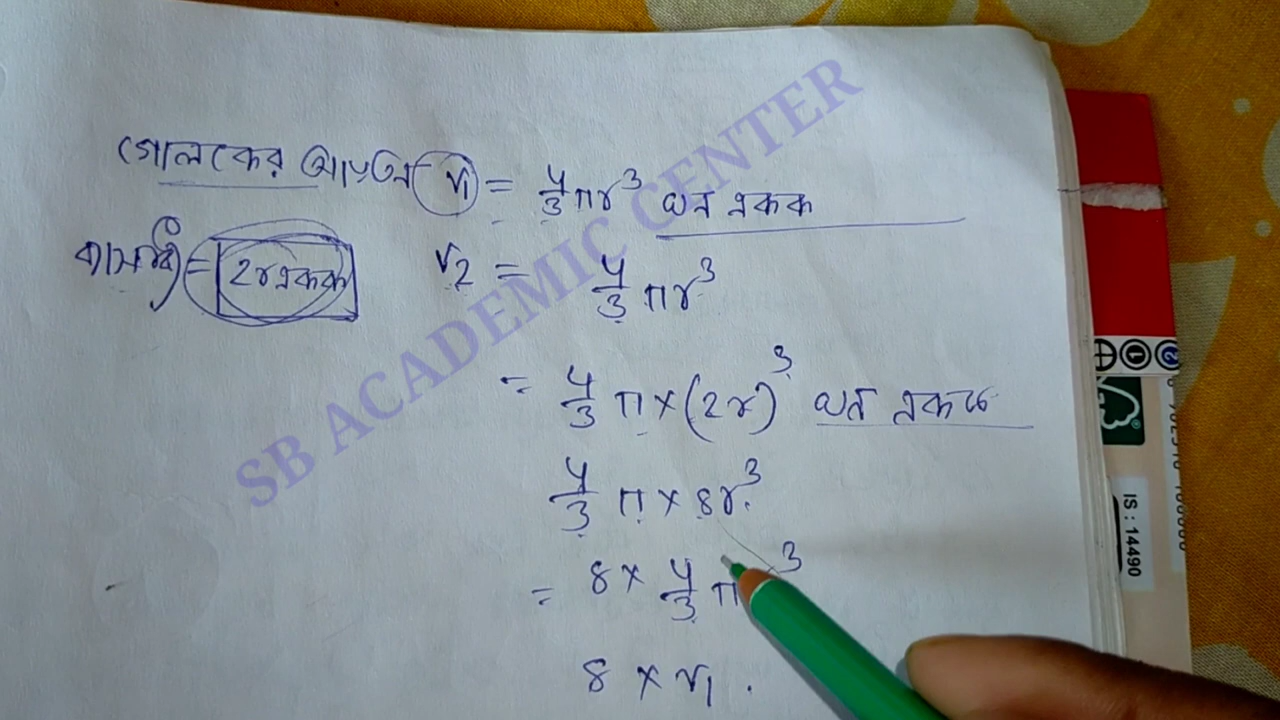 গোলকের আয়তন V₁ = 4/3 πr³ ঘন একক
ব্যাসার্ধ = 2r একক
V₂ = 4/3 πr³
= 4/3 π × (2r)³ ঘন একক
4/3 π × 8r³
= 8 × 4/3 π ³
8 × V₁ .
SB ACADEMIC CENTER
IS : 14490